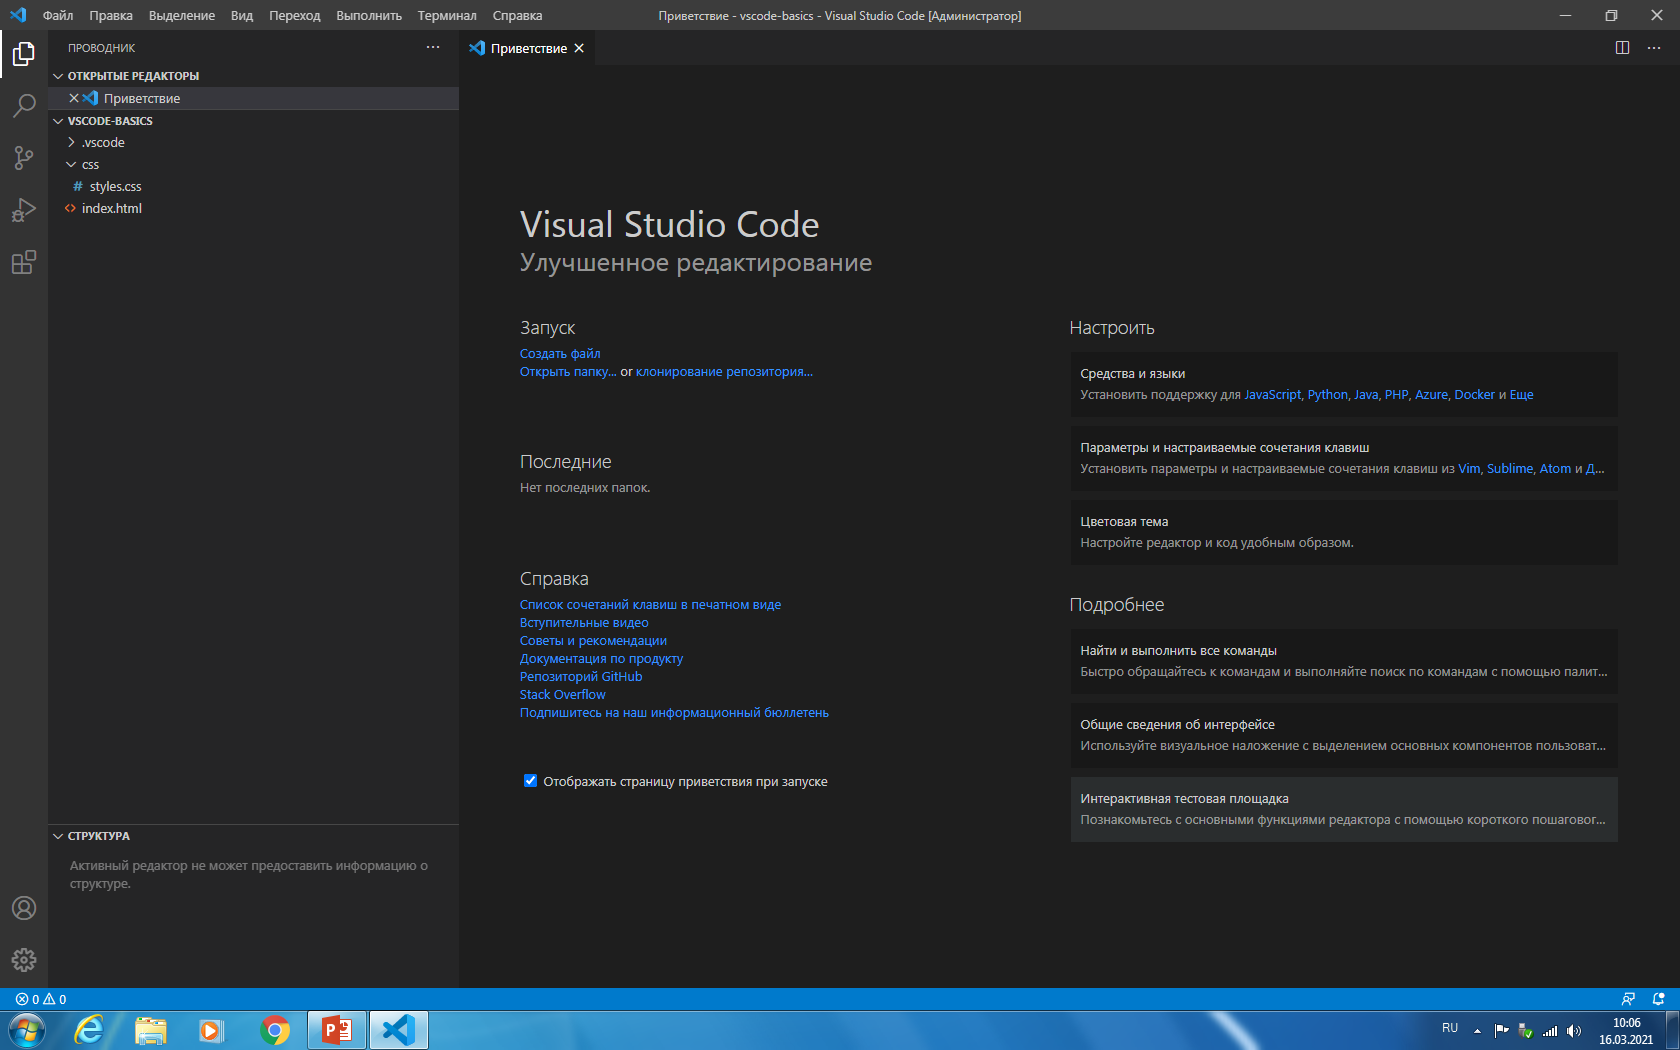 Файл Правка Выделение Вид Переход Выполнить Терминал Справка
Приветствие - vscode-basics - Visual Studio Code [Администратор]
ПРОВОДНИК
Приветствие
ОТКРЫТЫЕ РЕДАКТОРЫ
Приветствие
VSCODE-BASICS
.vscode
css
# styles.css
<> index.html
Visual Studio Code
Улучшенное редактирование
Запуск
Создать файл
Открыть папку... or клонирование репозитория...
Последние
Нет последних папок.
Справка
Список сочетаний клавиш в печатном виде
Вступительные видео
Советы и рекомендации
Документация по продукту
Репозиторий GitHub
Stack Overflow
Подпишитесь на наш информационный бюллетень
Отображать страницу приветствия при запуске
Настроить
Средства и языки
Установить поддержку для JavaScript, Python, Java, PHP, Azure, Docker и Еще
Параметры и настраиваемые сочетания клавиш
Установить параметры и настраиваемые сочетания клавиш из Vim, Sublime, Atom и Д...
Цветовая тема
Настройте редактор и код удобным образом.
Подробнее
Найти и выполнить все команды
Быстро обращайтесь к командам и выполняйте поиск по командам с помощью палит...
Общие сведения об интерфейсе
Используйте визуальное наложение с выделением основных компонентов пользоват...
Интерактивная тестовая площадка
Познакомьтесь с основными функциями редактора с помощью короткого пошаговог...
СТРУКТУРА
Активный редактор не может предоставить информацию о
структуре.
0 0
RU
10:06
16.03.2021